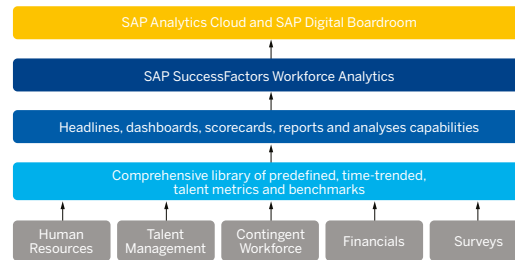 SAP Analytics Cloud and SAP Digital Boardroom
SAP SuccessFactors Workforce Analytics
Headlines, dashboards, scorecards, reports and analyses capabilities
Comprehensive library of predefined, time-trended,
talent metrics and benchmarks
Human
Resources
Talent
Management
Contingent
Workforce
Financials
Surveys